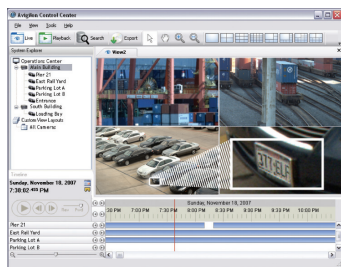 Avigilon Control Center
File View Tools Help
Live Playback Search Export
System Explorer
View2
Operations Center
Main Building
Pier 21
East Rail Yard
Parking Lot B
Parking Lot A
Entrance
South Building
Loading Bay
Custom View Layouts
All Cameras
Timeline
Sunday, November 18, 2007
7:38:02
PM
Sunday, November 18, 2007
30 PM 7:00 PM 7:30 PM 8:00 PM 8:30 PM 9:00 PM 9:30 PM 10:00 PM
Pier 21
East Rail Yard
Parking Lot A
Parking Lot B